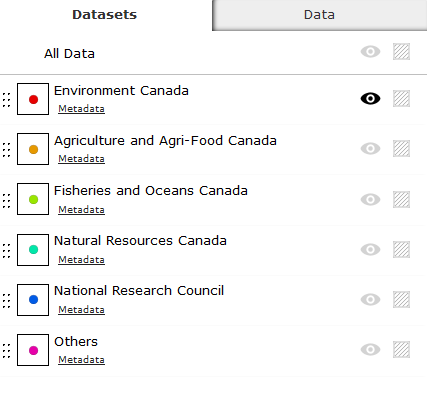 Datasets Data
All Data
Environment Canada
Metadata
Agriculture and Agri-Food Canada
Metadata
Fisheries and Oceans Canada
Metadata
Natural Resources Canada
Metadata
National Research Council
Metadata
Others
Metadata